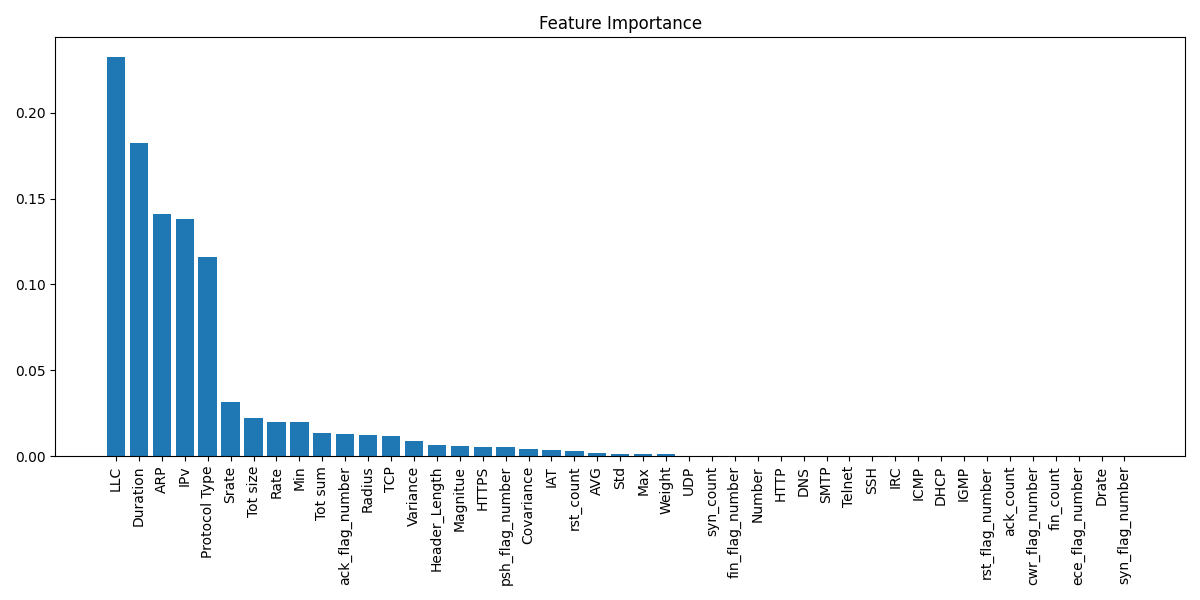 Feature Importance
0.20
0.15
0.10
0.05
0.00
LLC
Duration
ARP
IPv
Protocol Type
Srate
Tot size
Rate
Min
Tot sum
ack_flag_number
Radius
TCP
Variance
Header_Length
Magnitue
HTTPS
psh_flag_number
Covariance
IAT
rst_count
AVG
Std
Max
Weight
UDP
syn_count
fin_flag_number
Number
HTTP
DNS
SMTP
Telnet
SSH
IRC
ICMP
DHCP
IGMP
rst_flag_number
ack_count
cwr_flag_number
fin_count
ece_flag_number
Drate
syn_flag_number